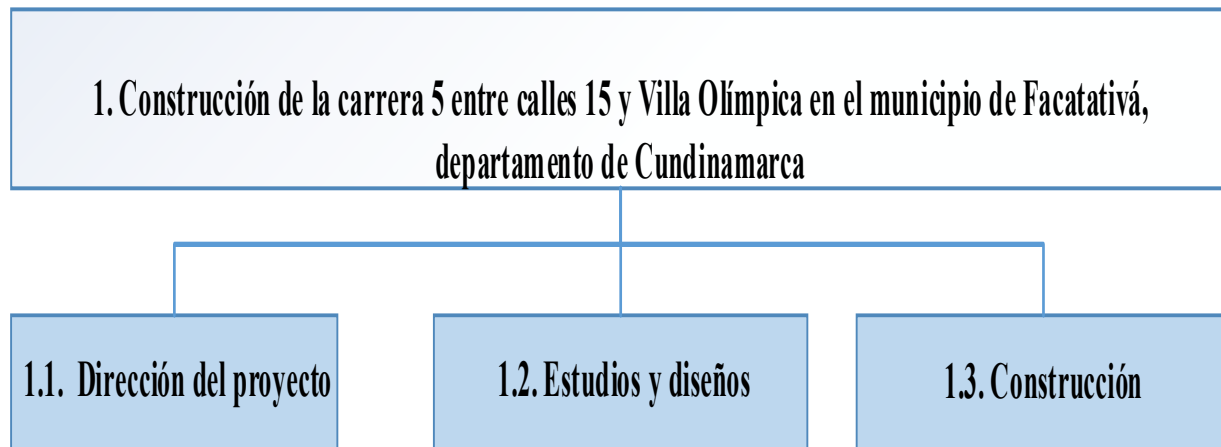 1. Construcción de la carrera 5 entre calles 15 y Villa Olímpica en el municipio de Facatativá,
departamento de Cundinamarca
1.1. Dirección del proyecto
1.2. Estudios y diseños
1.3. Construcción